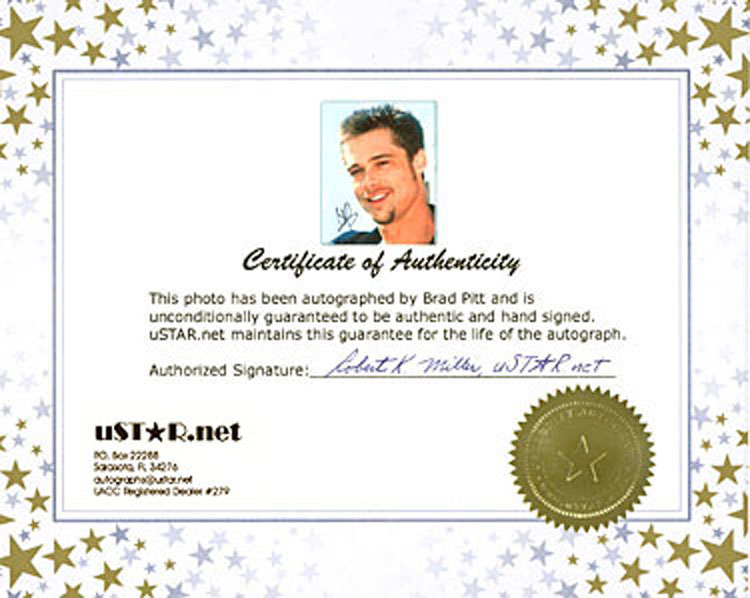 Certificate of Authenticity
This photo has been autographed by Brad Pitt and is
unconditionally guaranteed to be authentic and hand signed.
uSTAR.net maintains this guarantee for the life of the autograph.
Authorized Signature: Robert K Miller, uSTAR net
uST★R.net
P.O. Box 22288
Sarasota, FL 34276
autographs@ustar.net
UACC Registered Dealer #279